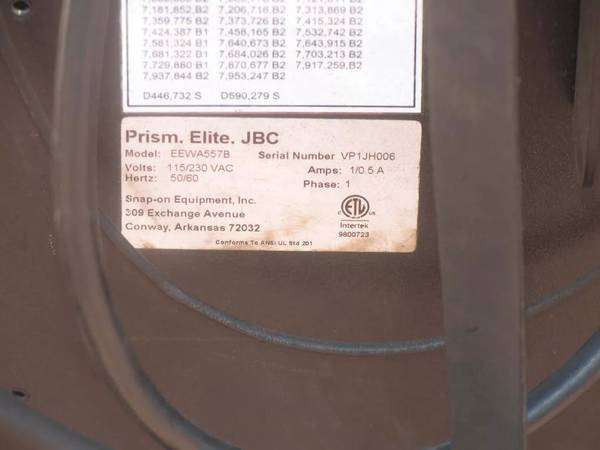 7,181,652 B2 7,206,718 B2 7,313,869 B2
7,359,775 B2 7,373,726 B2 7,415,324 B2
7,424,387 B1 7,458,165 B2 7,532,742 B2
7,581,324 B1 7,640,673 B2 7,643,915 B2
7,681,322 B1 7,684,026 B2 7,703,213 B2
7,729,880 B1 7,870,677 B2 7,917,259,B2
7,937,844 B2 7,953,247 B2
D446,732 S D590,279 S
Prism. Elite. JBC
Model: EEWA557B Serial Number VP1JH006
Volts: 115/230 VAC Amps: 1/0.5 A
Hertz: 50/60 Phase: 1
Snap-on Equipment, Inc.
309 Exchange Avenue
Conway, Arkansas 72032
C ETL US
Intertek
9800723
Conforms To ANSI UL Std 201